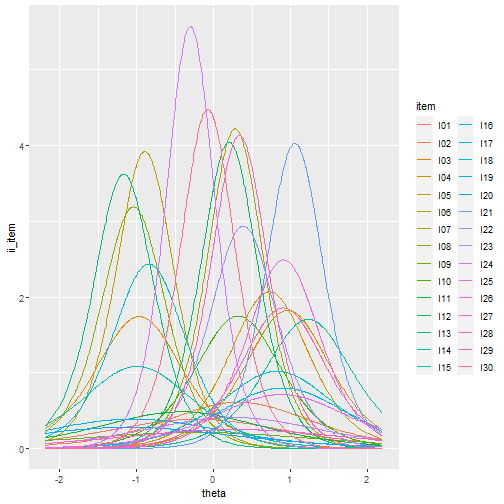 4
2
0
ii_item
-2
-1
0
1
2
theta
item
I01
I02
I03
I04
I05
I06
I07
I08
I09
I10
I11
I12
I13
I14
I15
I16
I17
I18
I19
I20
I21
I22
I23
I24
I25
I26
I27
I28
I29
I30